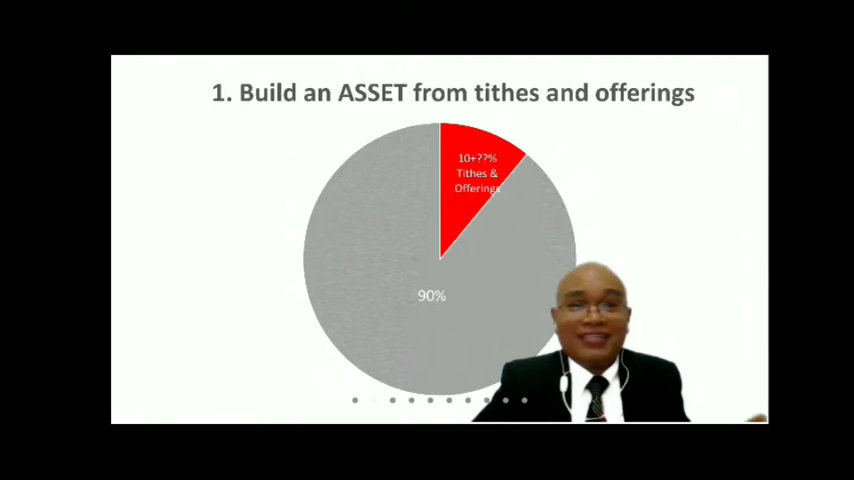 1. Build an ASSET from tithes and offerings
10+??%
Tithes &
Offerings
90%